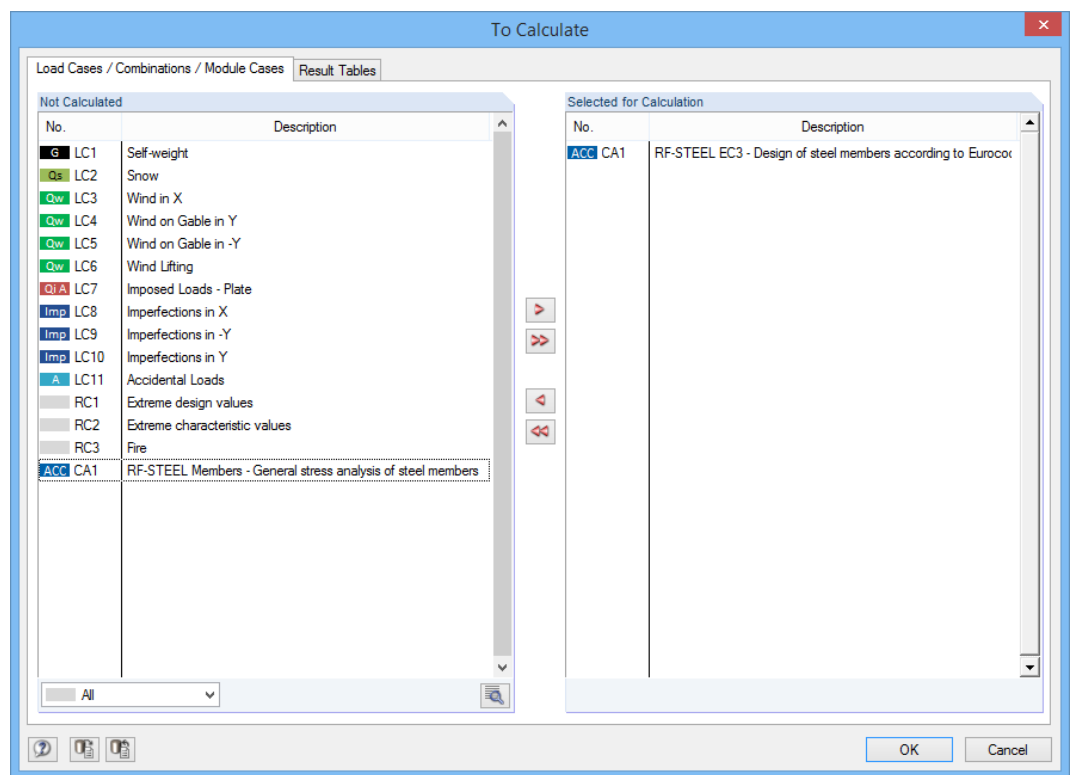 To Calculate
Load Cases / Combinations / Module Cases Result Tables
Not Calculated
No. Description
G LC1 Self-weight
Qs LC2 Snow
Qw LC3 Wind in X
Qw LC4 Wind on Gable in Y
Qw LC5 Wind on Gable in -Y
Qw LC6 Wind Lifting
Qi A LC7 Imposed Loads - Plate
Imp LC8 Imperfections in X
Imp LC9 Imperfections in -Y
Imp LC10 Imperfections in Y
A LC11 Accidental Loads
RC1 Extreme design values
RC2 Extreme characteristic values
RC3 Fire
ACC CA1 RF-STEEL Members - General stress analysis of steel members
All
> 
>>
<
<<
Selected for Calculation
No. Description
ACC CA1 RF-STEEL EC3 - Design of steel members according to Euroco
OK Cancel